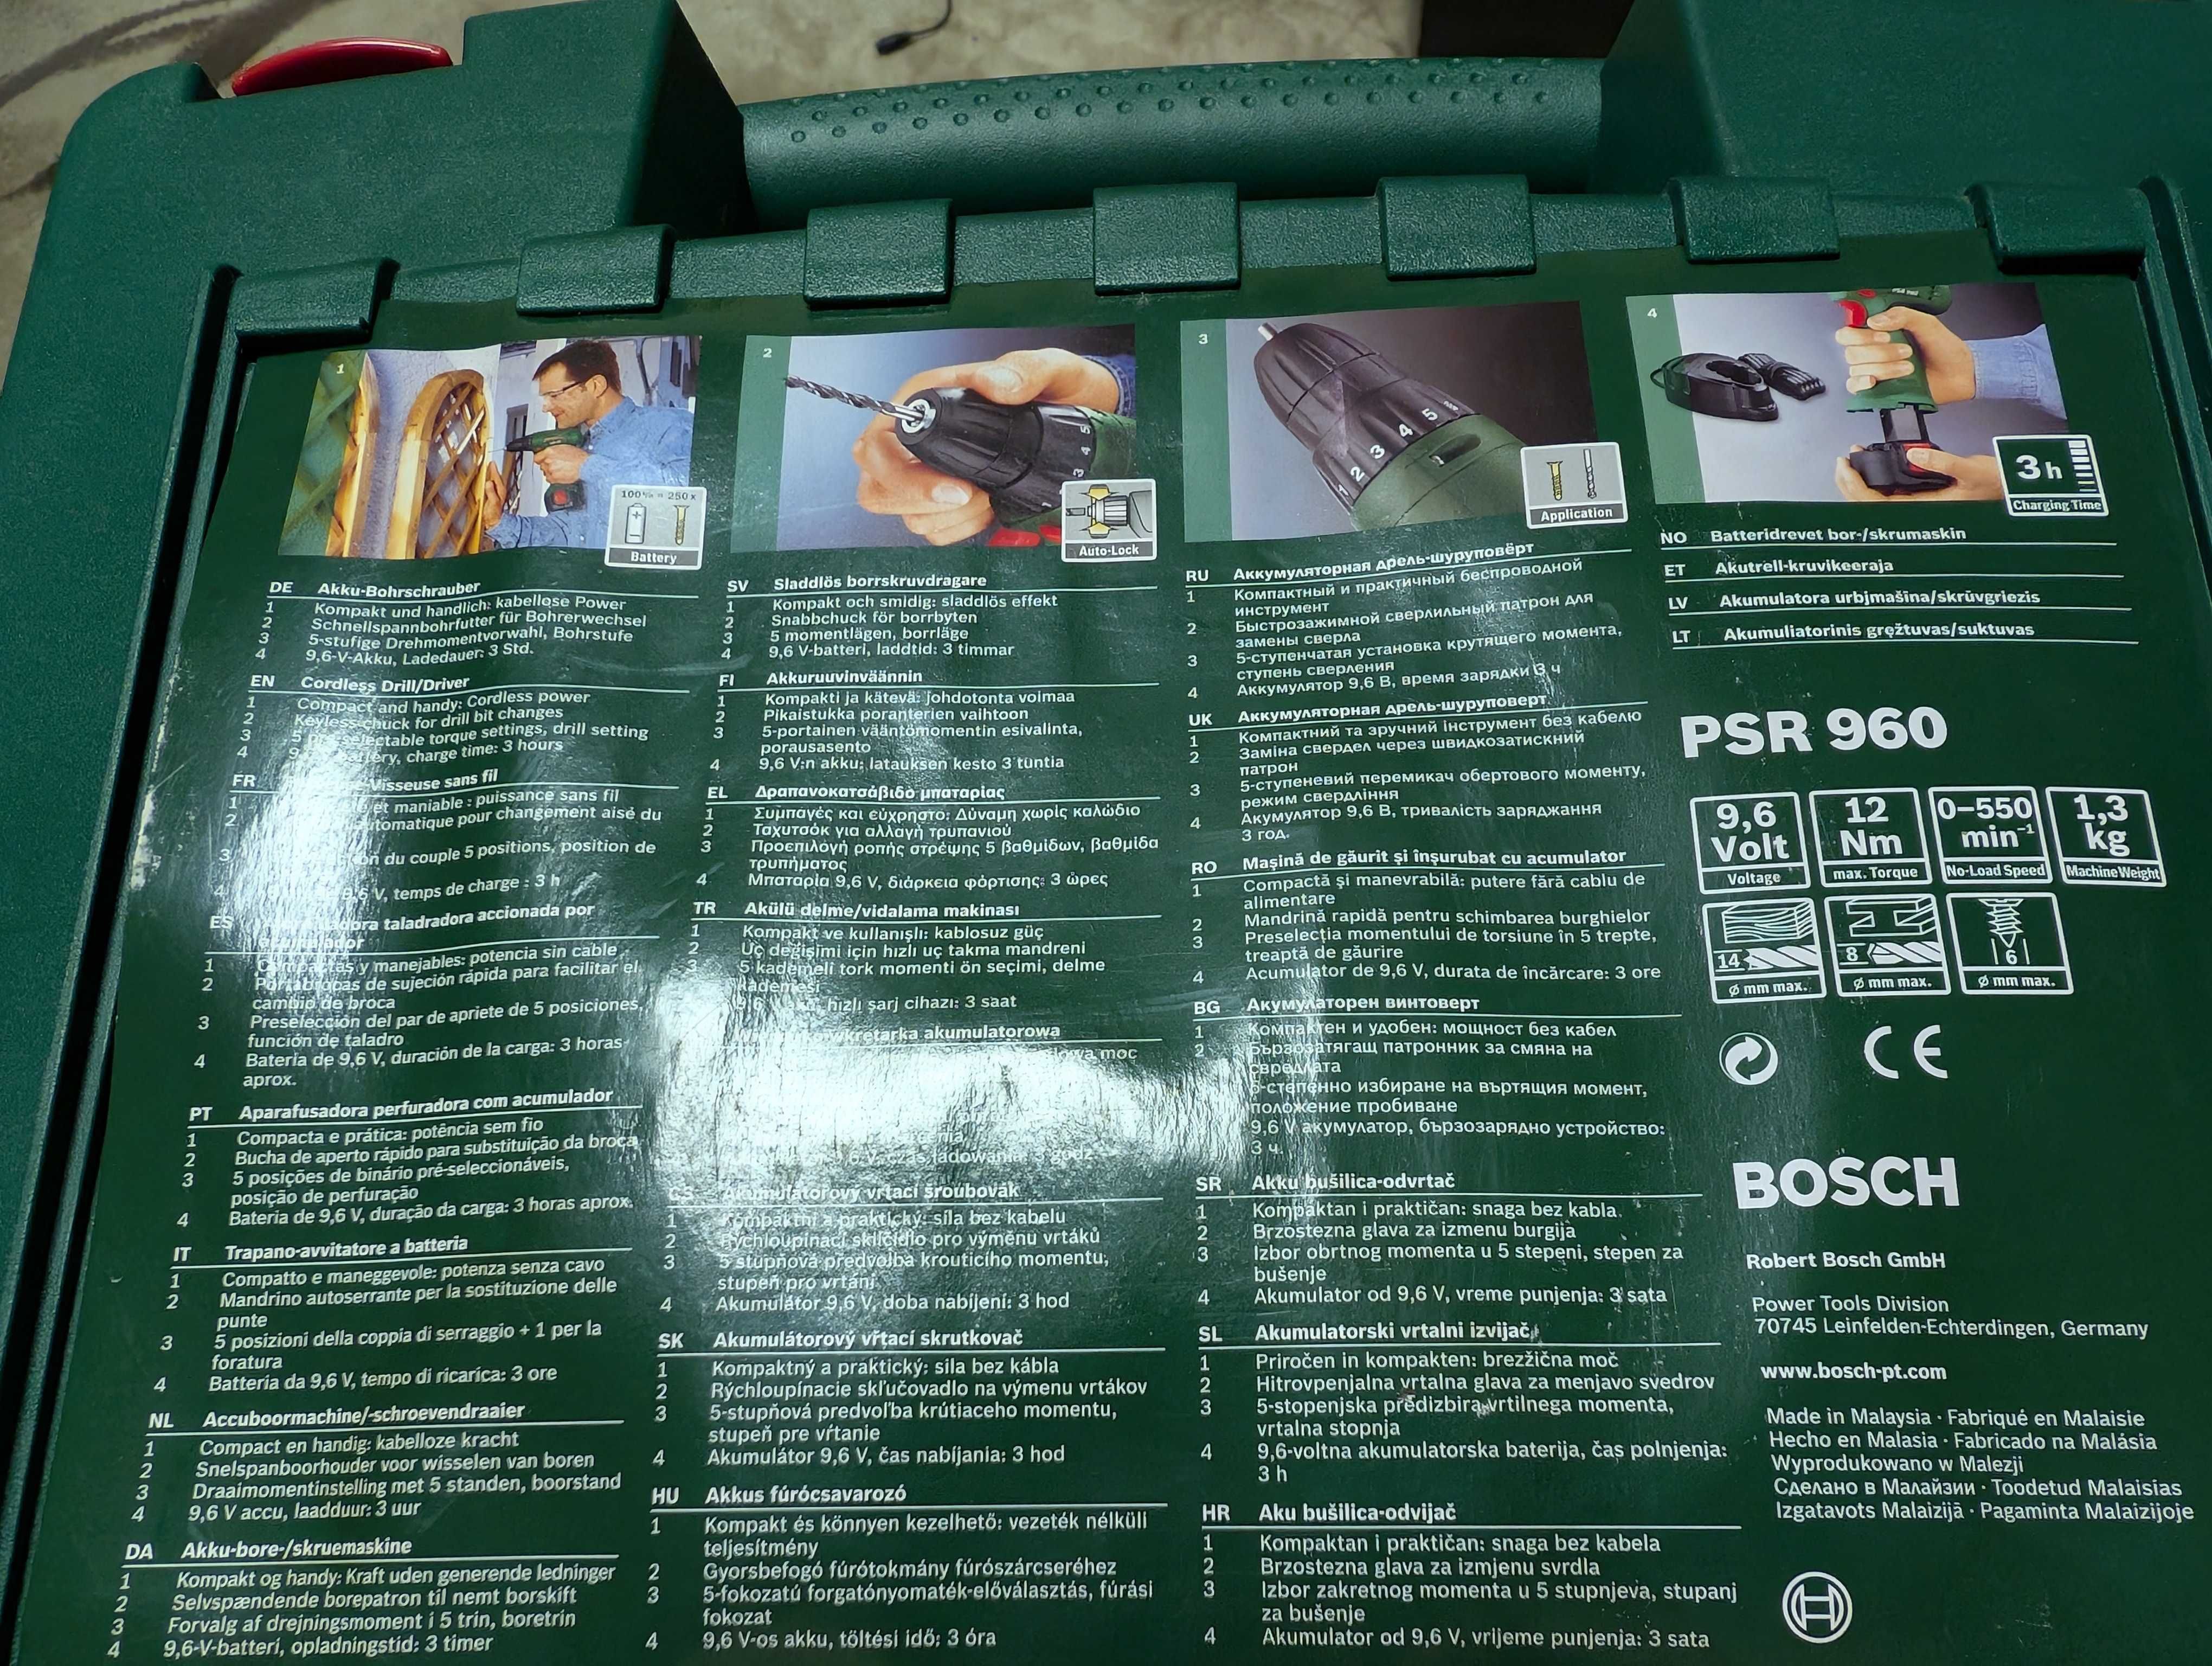 1
100% = 250x
Battery
2
3 4 5
Auto-Lock
3
1 2 3 4 5
Application
4
3h
Charging Time
DE Akku-Bohrschrauber
1 Kompakt und handlich: kabellose Power
2 Schnellspannbohrfutter für Bohrerwechsel
3 5-stufige Drehmomentvorwahl, Bohrstufe
4 9,6-V-Akku, Ladedauer: 3 Std.
EN Cordless Drill/Driver
1 Compact and handy: Cordless power
2 Keyless chuck for drill bit changes
3 5 torque settings, drill setting
4 charge time: 3 hours
FR Visseuse sans fil
1 et maniable : puissance sans fil
2 pour changement aisé du
3 du couple 5 positions, position de
4 9,6 V, temps de charge : 3 h
ES taladradora accionada por
1 y manejables: potencia sin cable
2 de sujeción rápida para facilitar el
cambio de broca
3 Preselección del par de apriete de 5 posiciones,
función de taladro
4 Bateria de 9,6 V, duración de la carga: 3 horas
aprox.
PT Aparafusadora perfuradora com acumulador
1 Compacta e prática: potência sem fio
2 Bucha de aperto rápido para substituição da broca
3 5 posições de binário pré-seleccionáveis,
posição de perfuração
4 Bateria de 9,6 V, duração da carga: 3 horas aprox.
IT Trapano-avvitatore a batteria
1 Compatto e maneggevole: potenza senza cavo
2 Mandrino autoserrante per la sostituzione delle
punte
3 5 posizioni della coppia di serraggio + 1 per la
foratura
4 Batteria da 9,6 V, tempo di ricarica: 3 ore
NL Accuboormachine/-schroevendraaier
1 Compact en handig: kabelloze kracht
2 Snelspanboorhouder voor wisselen van boren
3 Draaimomentinstelling met 5 standen, boorstand
4 9,6 V accu, laadduur: 3 uur
DA Akku-bore-/skruemaskine
1 Kompakt og handy: Kraft uden generende ledninger
2 Selvspændende borepatron til nemt borskift
3 Forvalg af drejningsmoment i 5 trin, boretrin
4 9,6-V-batteri, opladningstid: 3 timer
SV Sladdlös borrskruvdragare
1 Kompakt och smidig: sladdlös effekt
2 Snabbchuck för borrbyten
3 5 momentlägen, borrläge
4 9,6 V-batteri, laddtid: 3 timmar
FI Akkuruuvinväännin
1 Kompakti ja kätevä: johdotonta voimaa
2 Pikaistukka poranterien vaihtoon
3 5-portainen vääntömomentin esivalinta,
porausasento
4 9,6 V:n akku: latauksen kesto 3 tuntia
EL Δραπανοκατσάβιδο μπαταρίας
1 Συμπαγές και εύχρηστο: Δύναμη χωρίς καλώδιο
2 Ταχυτσόκ για αλλαγή τρυπανιού
3 Προεπιλογή ροπής στρέψης 5 βαθμίδων, βαθμίδα
τρυπήματος
4 Μπαταρία 9,6 V, διάρκεια φόρτισης: 3 ώρες
TR Akülü delme/vidalama makinası
1 Kompakt ve kullanışlı: kablosuz güç
2 Uç değişimi için hızlı uç takma mandreni
3 5 kademeli tork momenti ön seçimi, delme
kademesi
hızlı şarj cihazı: 3 saat
akumulatorowa
moc
czas ładowania: 3 godz.
CS Akumulátorový vrtací šroubovák
1 Kompaktní a praktický: síla bez kabelu
2 Rychloupínací sklíčidlo pro výměnu vrtáků
3 5 stupňová předvolba krouticího momentu,
stupeň pro vrtání
4 Akumulátor 9,6 V, doba nabíjení: 3 hod
SK Akumulátorový vŕtací skrutkovač
1 Kompaktný a praktický: sila bez kábla
2 Rýchloupínacie skľučovadlo na výmenu vrtákov
3 5-stupňová predvoľba krútiaceho momentu,
stupeň pre vŕtanie
4 Akumulátor 9,6 V, čas nabíjania: 3 hod
HU Akkus fúrócsavarozó
1 Kompakt és könnyen kezelhető: vezeték nélküli
teljesítmény
2 Gyorsbefogó fúrótokmány fúrószárcseréhez
3 5-fokozatú forgatónyomaték-előválasztás, fúrási
fokozat
4 9,6 V-os akku, töltési idő: 3 óra
RU Аккумуляторная дрель-шуруповёрт
1 Компактный и практичный беспроводной
инструмент
2 Быстрозажимной сверлильный патрон для
замены сверла
3 5-ступенчатая установка крутящего момента,
ступень сверления
4 Аккумулятор 9,6 В, время зарядки 3 ч
UK Аккумуляторная дрель-шуруповерт
1 Компактний та зручний інструмент без кабелю
2 Заміна свердел через швидкозатискний
патрон
3 5-ступеневий перемикач обертового моменту,
режим свердління
4 Акумулятор 9,6 В, тривалість заряджання
3 год.
RO Maşină de găurit şi înşurubat cu acumulator
1 Compactă şi manevrabilă: putere fără cablu de
alimentare
2 Mandrină rapidă pentru schimbarea burghielor
3 Preselecţia momentului de torsiune în 5 trepte,
treaptă de găurire
4 Acumulator de 9,6 V, durata de încărcare: 3 ore
BG Акумулаторен винтоверт
1 Компактен и удобен: мощност без кабел
2 Бързозатягащ патронник за смяна на
свредлата
5-степенно избиране на въртящия момент,
положение пробиване
9,6 V акумулатор, бързозарядно устройство:
3 ч.
SR Akku bušilica-odvrtač
1 Kompaktan i praktičan: snaga bez kabla
2 Brzostezna glava za izmenu burgija
3 Izbor obrtnog momenta u 5 stepeni, stepen za
bušenje
4 Akumulator od 9,6 V, vreme punjenja: 3 sata
SL Akumulatorski vrtalni izvijač
1 Priročen in kompakten: brezžična moč
2 Hitrovpenjalna vrtalna glava za menjavo svedrov
3 5-stopenjska predizbira vrtilnega momenta,
vrtalna stopnja
4 9,6-voltna akumulatorska baterija, čas polnjenja:
3 h
HR Aku bušilica-odvijač
1 Kompaktan i praktičan: snaga bez kabela
2 Brzostezna glava za izmjenu svrdla
3 Izbor zakretnog momenta u 5 stupnjeva, stupanj
za bušenje
4 Akumulator od 9,6 V, vrijeme punjenja: 3 sata
NO Batteridrevet bor-/skrumaskin
ET Akutrell-kruvikeeraja
LV Akumulatora urbjmašīna/skrūvgriezis
LT Akumuliatorinis gręžtuvas/suktuvas
PSR 960
9,6 Volt Voltage
12 Nm max. Torque
0–550 min⁻¹ No-Load Speed
1,3 kg Machine Weight
14 Ø mm max.
8 Ø mm max.
6 Ø mm max.
CE
BOSCH
Robert Bosch GmbH
Power Tools Division
70745 Leinfelden-Echterdingen, Germany
www.bosch-pt.com
Made in Malaysia · Fabriqué en Malaisie
Hecho en Malasia · Fabricado na Malásia
Wyprodukowano w Malezji
Сделано в Малайзии · Toodetud Malaisias
Izgatavots Malaizijā · Pagaminta Malaizijoje